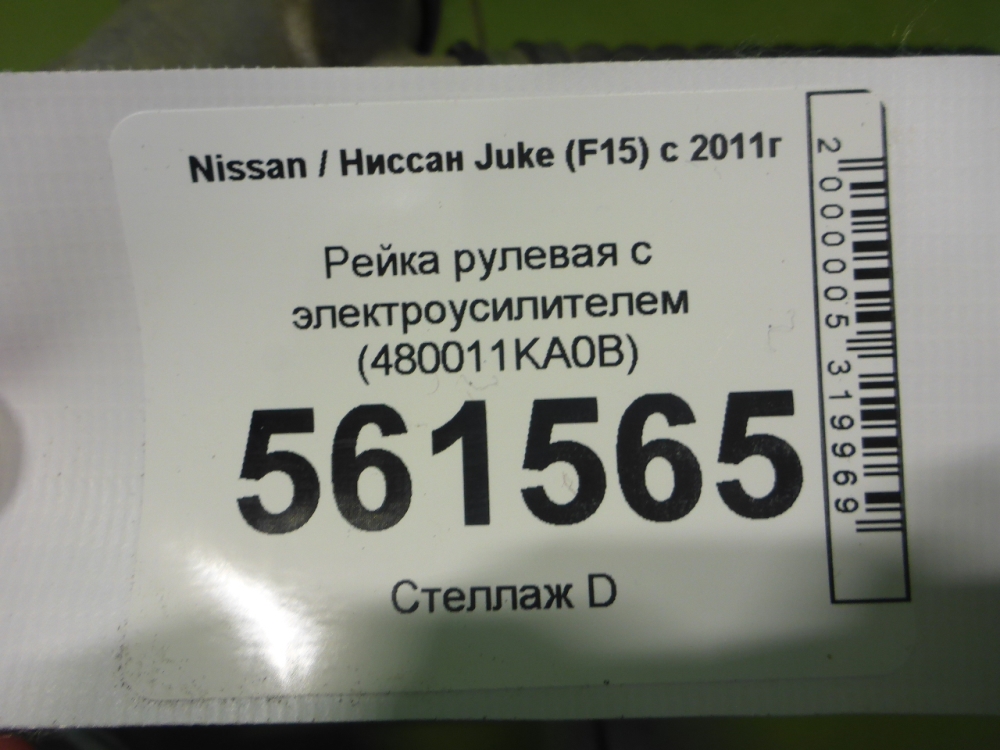 Nissan / Ниссан Juke (F15) с 2011г
Рейка рулевая с
электроусилителем
(480011KA0B)
561565
Стеллаж D
2000005319969